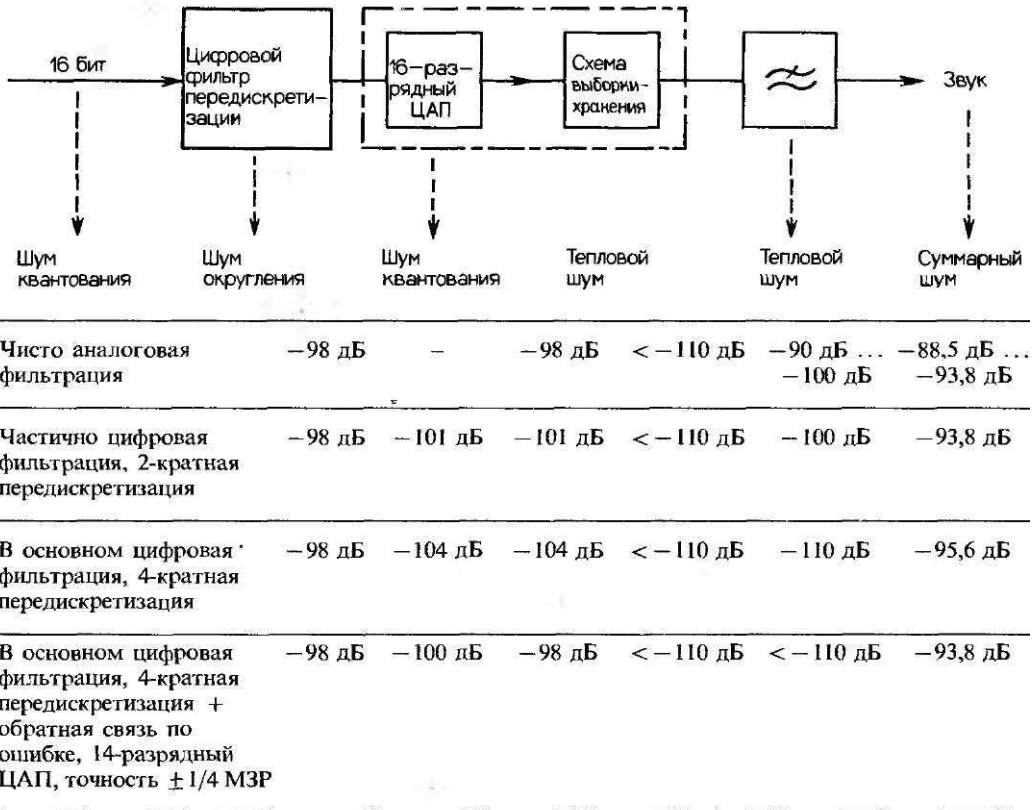 16 бит
Цифровой
фильтр
передискрети-
зации
16-раз-
рядный
ЦАП
Схема
выборки-
хранения
Звук
Шум
квантования
Шум
округления
Шум
квантования
Тепловой
шум
Тепловой
шум
Суммарный
шум
Чисто аналоговая −98 дБ – −98 дБ <−110 дБ −90 дБ ... −88,5 дБ ...
фильтрация −100 дБ −93,8 дБ
Частично цифровая −98 дБ −101 дБ −101 дБ <−110 дБ −100 дБ −93,8 дБ
фильтрация, 2-кратная
передискретизация
В основном цифровая −98 дБ −104 дБ −104 дБ <−110 дБ −110 дБ −95,6 дБ
фильтрация, 4-кратная
передискретизация
В основном цифровая −98 дБ −100 дБ −98 дБ <−110 дБ <−110 дБ −93,8 дБ
фильтрация, 4-кратная
передискретизация +
обратная связь по
ошибке, 14-разрядный
ЦАП, точность ±1/4 МЗР